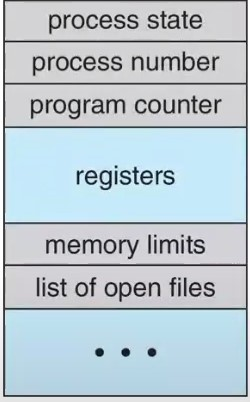 process state
process number
program counter
registers
memory limits
list of open files
• • •